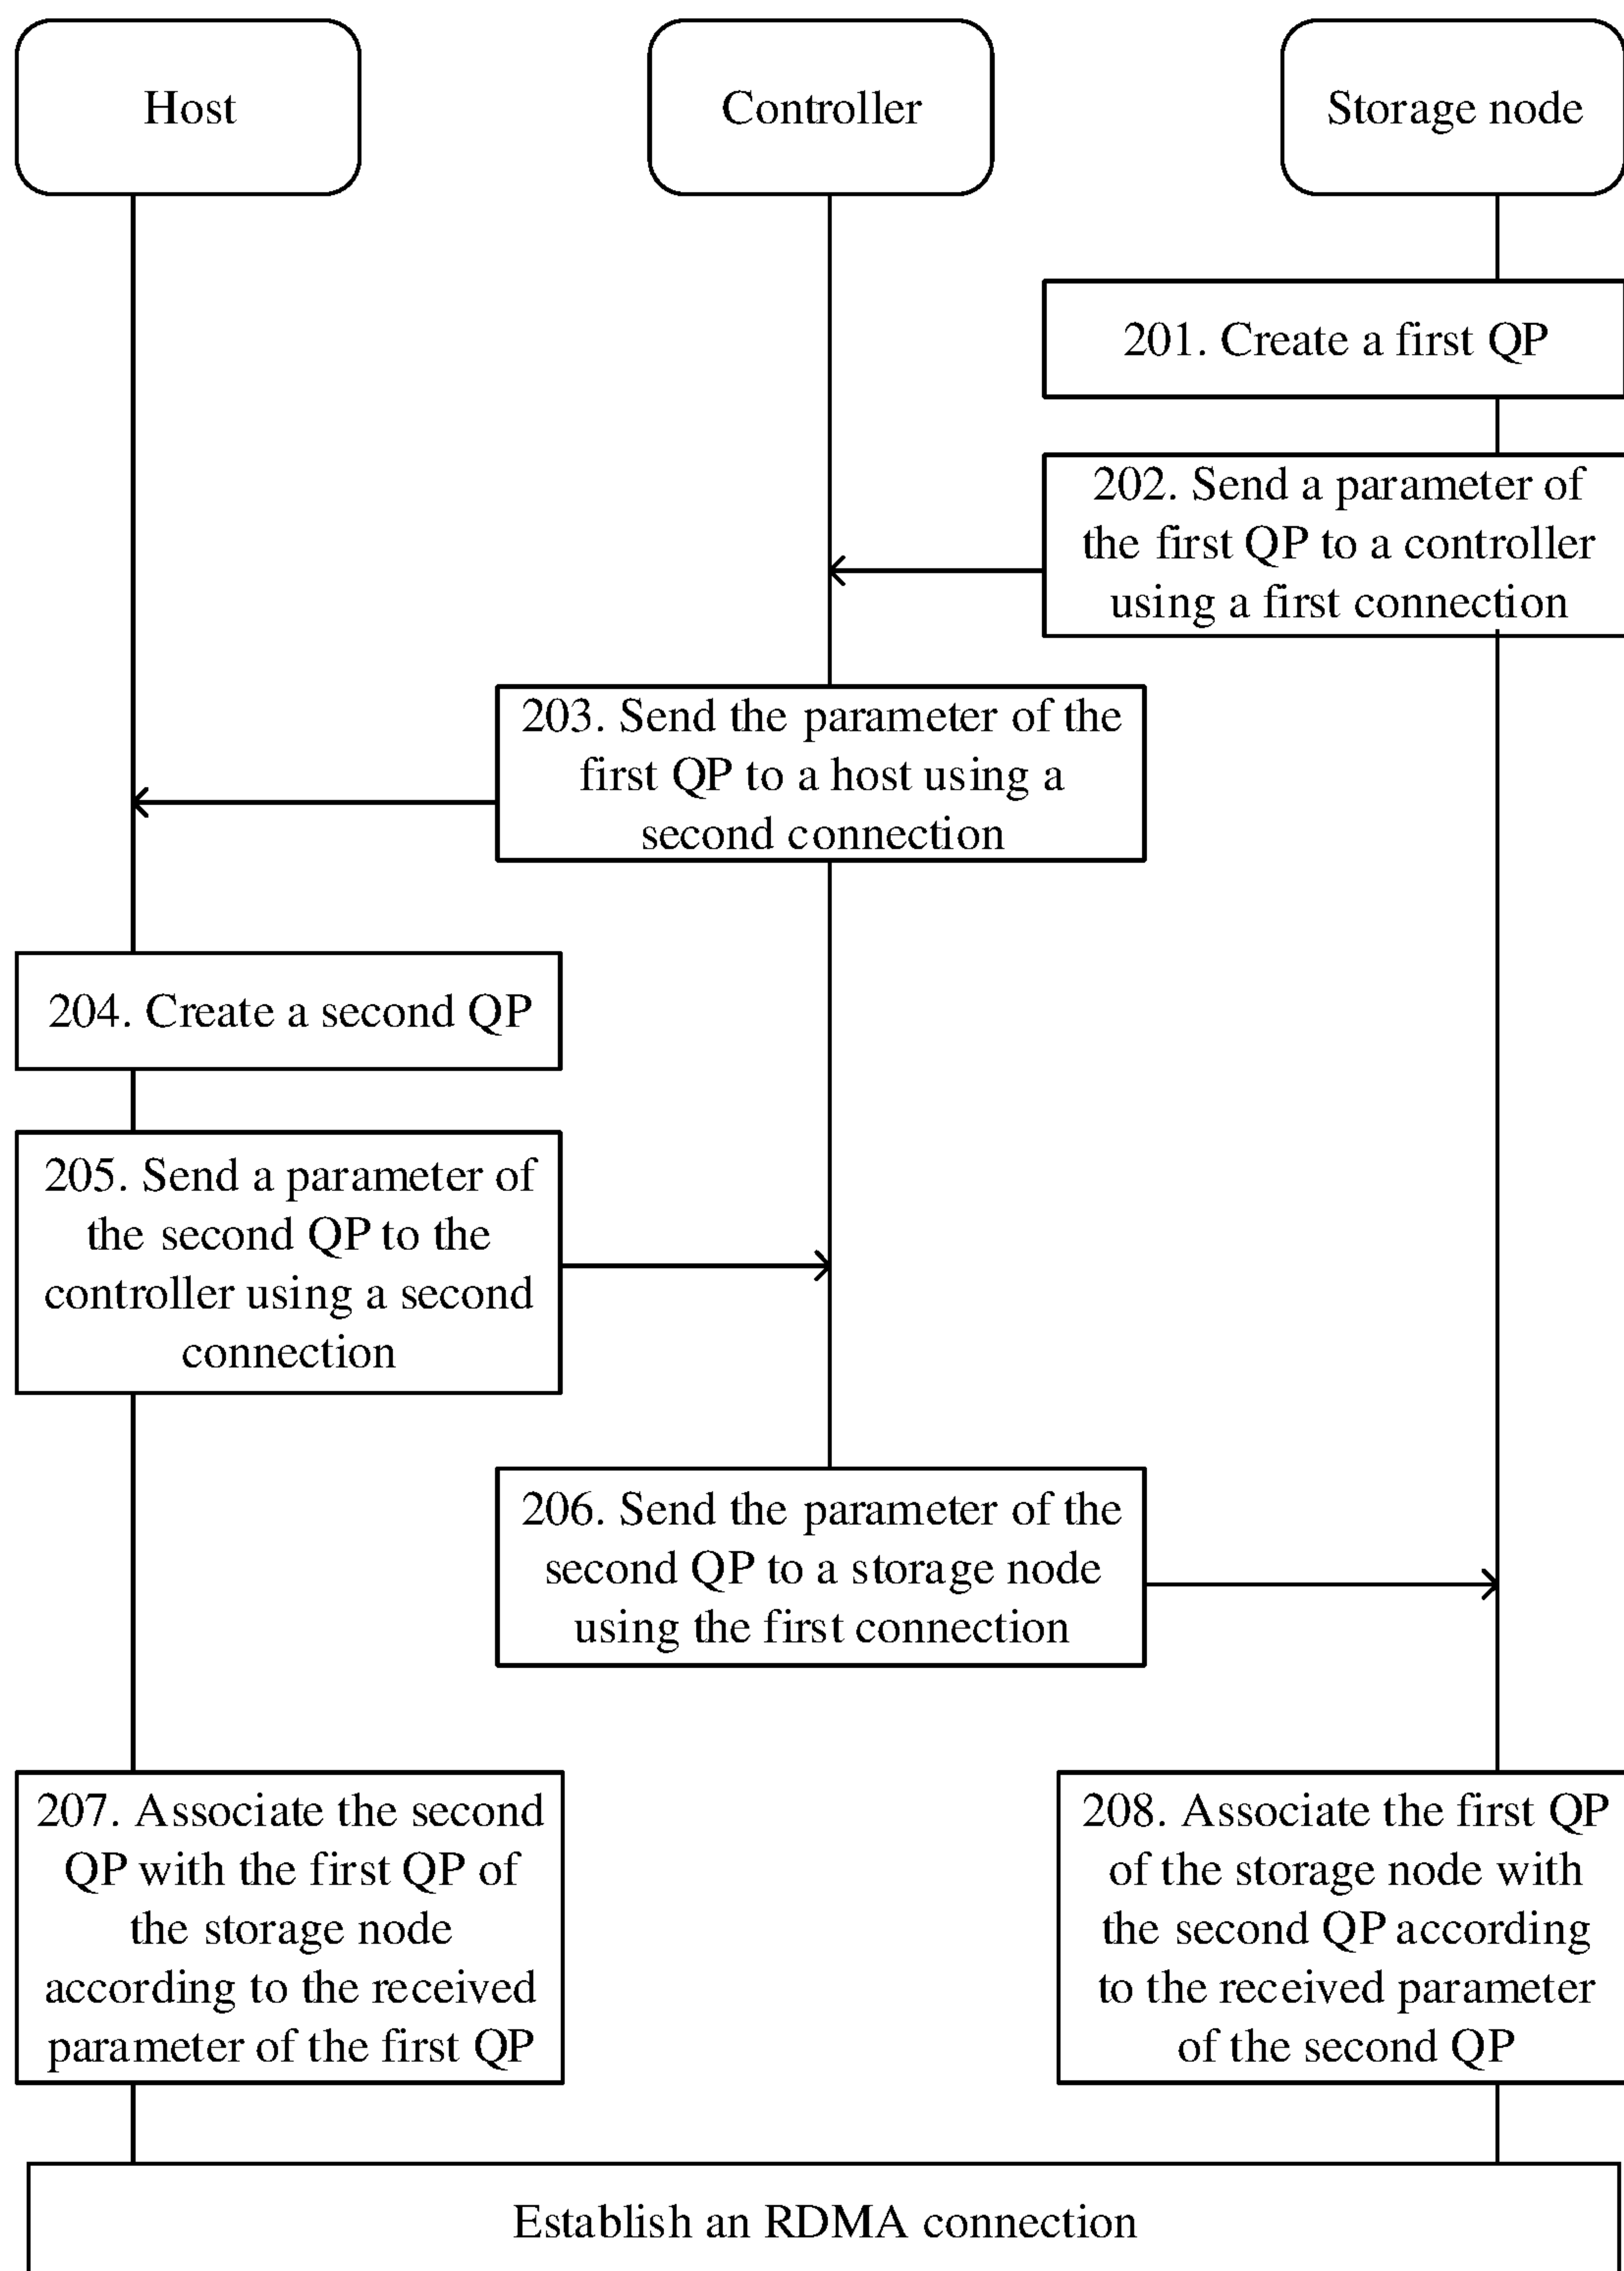 Host
Controller
Storage node
201. Create a first QP
202. Send a parameter of
the first QP to a controller
using a first connection
203. Send the parameter of the
first QP to a host using a
second connection
204. Create a second QP
205. Send a parameter of
the second QP to the
controller using a second
connection
206. Send the parameter of the
second QP to a storage node
using the first connection
207. Associate the second
QP with the first QP of
the storage node
according to the received
parameter of the first QP
208. Associate the first QP
of the storage node with
the second QP according
to the received parameter
of the second QP
Establish an RDMA connection